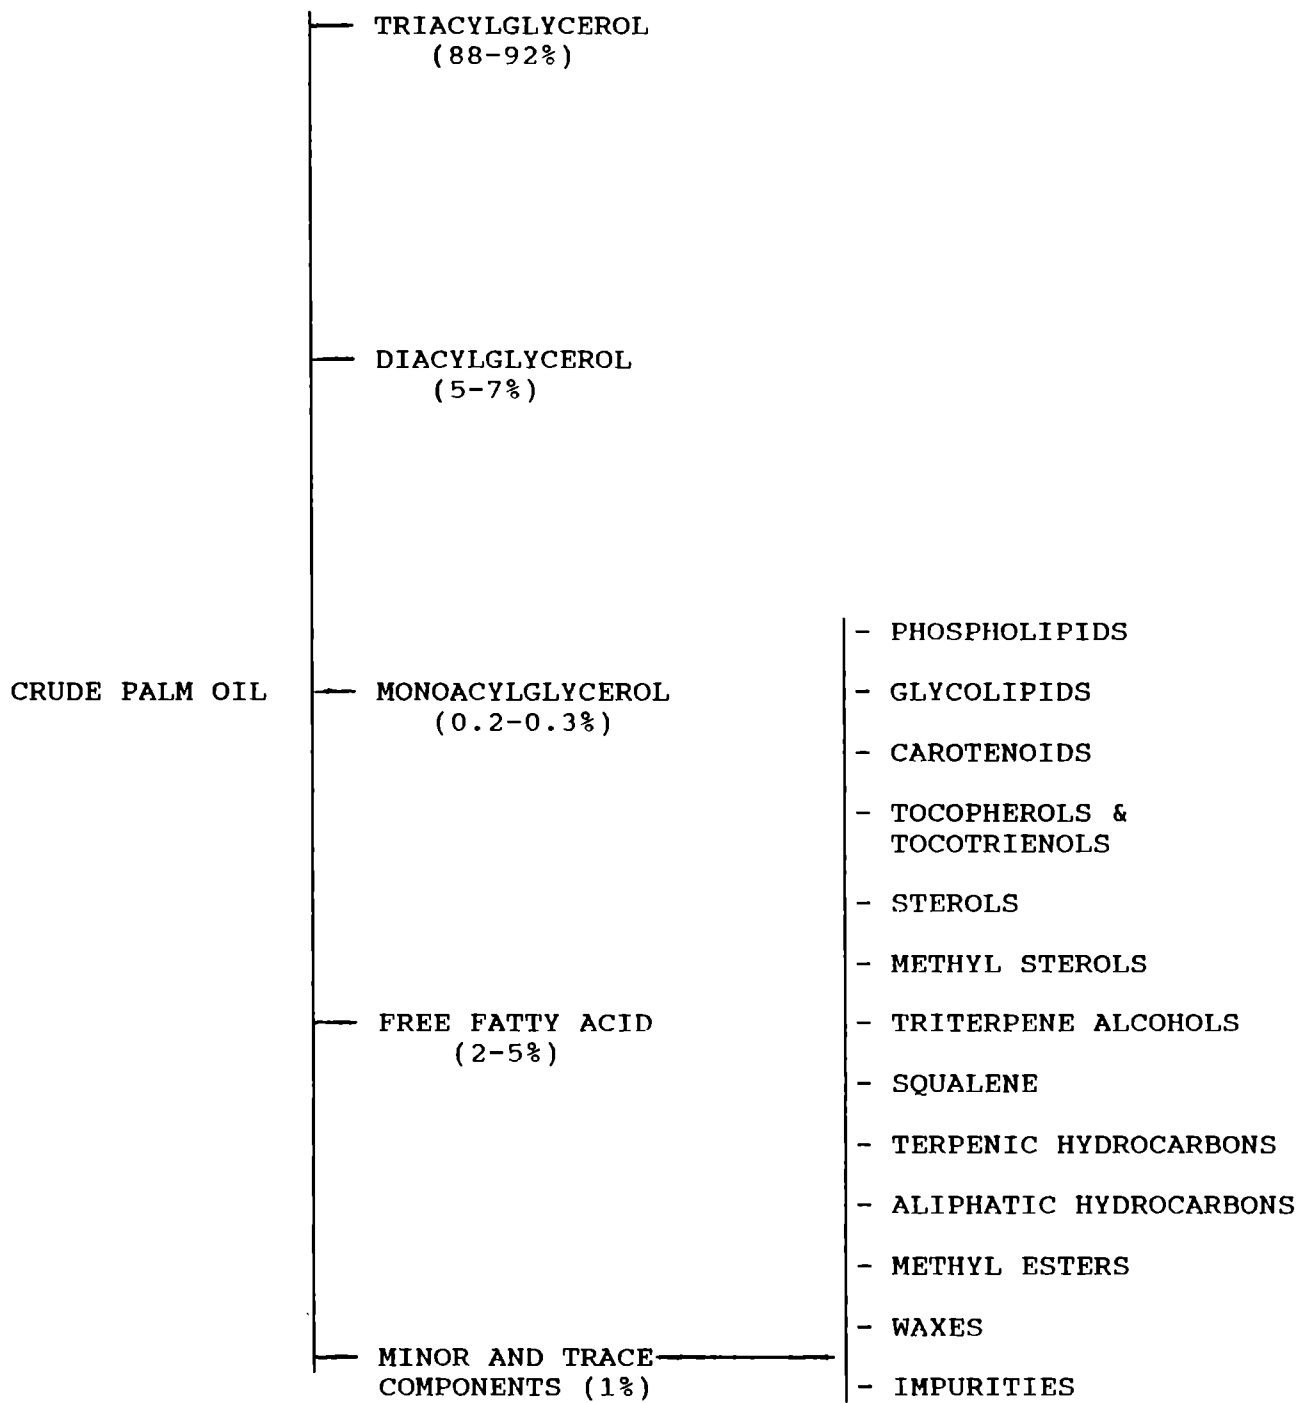 TRIACYLGLYCEROL
(88-92%)
DIACYLGLYCEROL
(5-7%)
CRUDE PALM OIL
MONOACYLGLYCEROL
(0.2-0.3%)
FREE FATTY ACID
(2-5%)
MINOR AND TRACE
COMPONENTS (1%)
- PHOSPHOLIPIDS
- GLYCOLIPIDS
- CAROTENOIDS
- TOCOPHEROLS &
TOCOTRIENOLS
- STEROLS
- METHYL STEROLS
- TRITERPENE ALCOHOLS
- SQUALENE
- TERPENIC HYDROCARBONS
- ALIPHATIC HYDROCARBONS
- METHYL ESTERS
- WAXES
- IMPURITIES